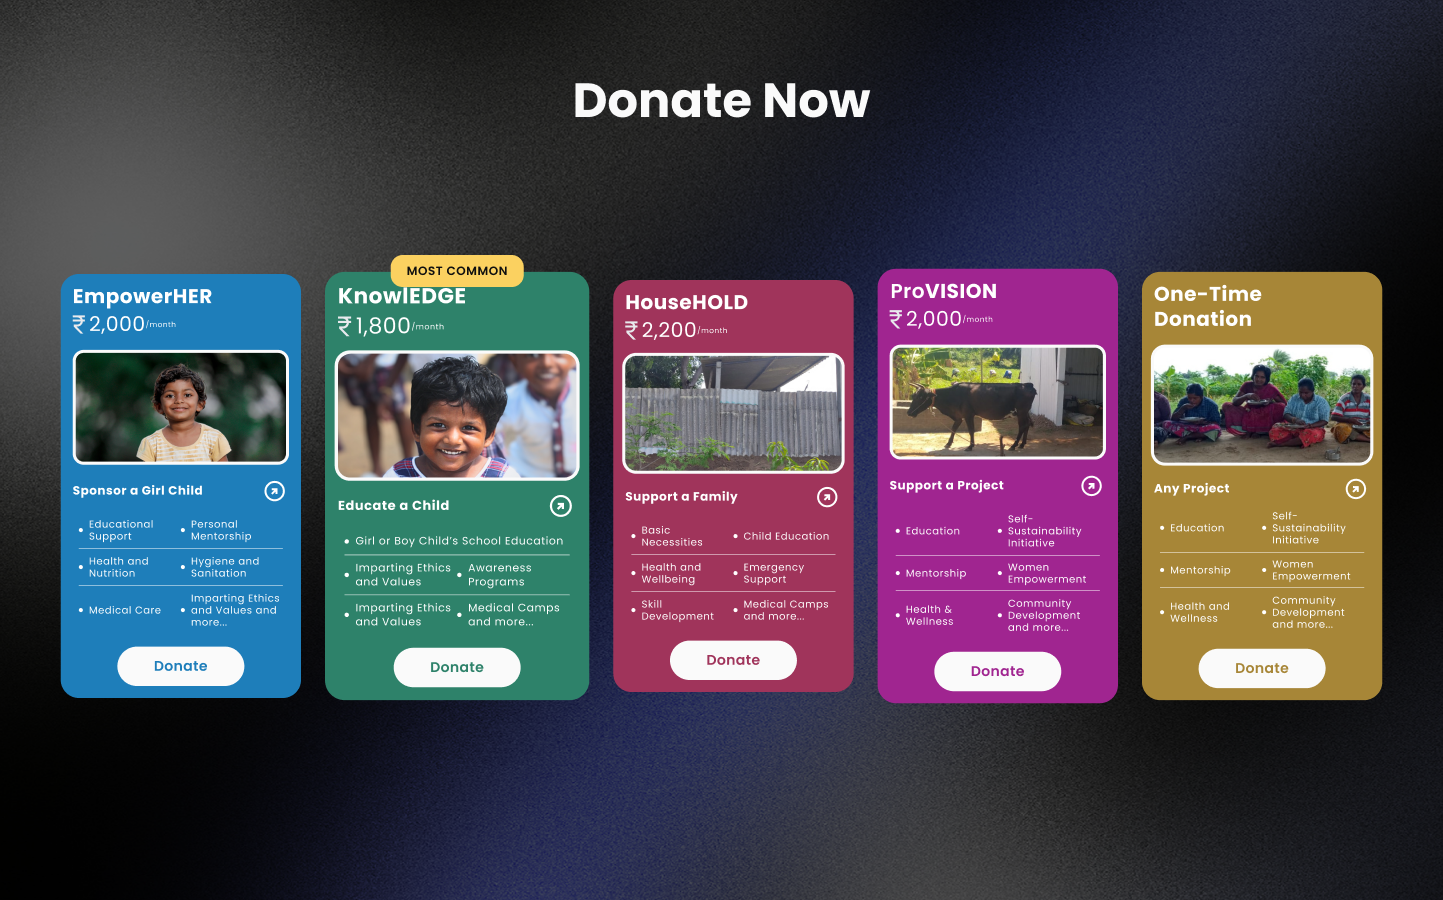 Donate Now
EmpowerHER
₹2,000/month
Sponsor a Girl Child
• Educational Support
• Personal Mentorship
• Health and Nutrition
• Hygiene and Sanitation
• Medical Care
• Imparting Ethics and Values and more...
Donate
MOST COMMON
KnowlEDGE
₹1,800/month
Educate a Child
• Girl or Boy Child's School Education
• Imparting Ethics and Values
• Awareness Programs
• Imparting Ethics and Values
• Medical Camps and more...
Donate
HouseHOLD
₹2,200/month
Support a Family
• Basic Necessities
• Child Education
• Health and Wellbeing
• Emergency Support
• Skill Development
• Medical Camps and more...
Donate
ProVISION
₹2,000/month
Support a Project
• Education
• Self-Sustainability Initiative
• Mentorship
• Women Empowerment
• Health & Wellness
• Community Development and more...
Donate
One-Time
Donation
Any Project
• Education
• Self-Sustainability Initiative
• Mentorship
• Women Empowerment
• Health and Wellness
• Community Development and more...
Donate